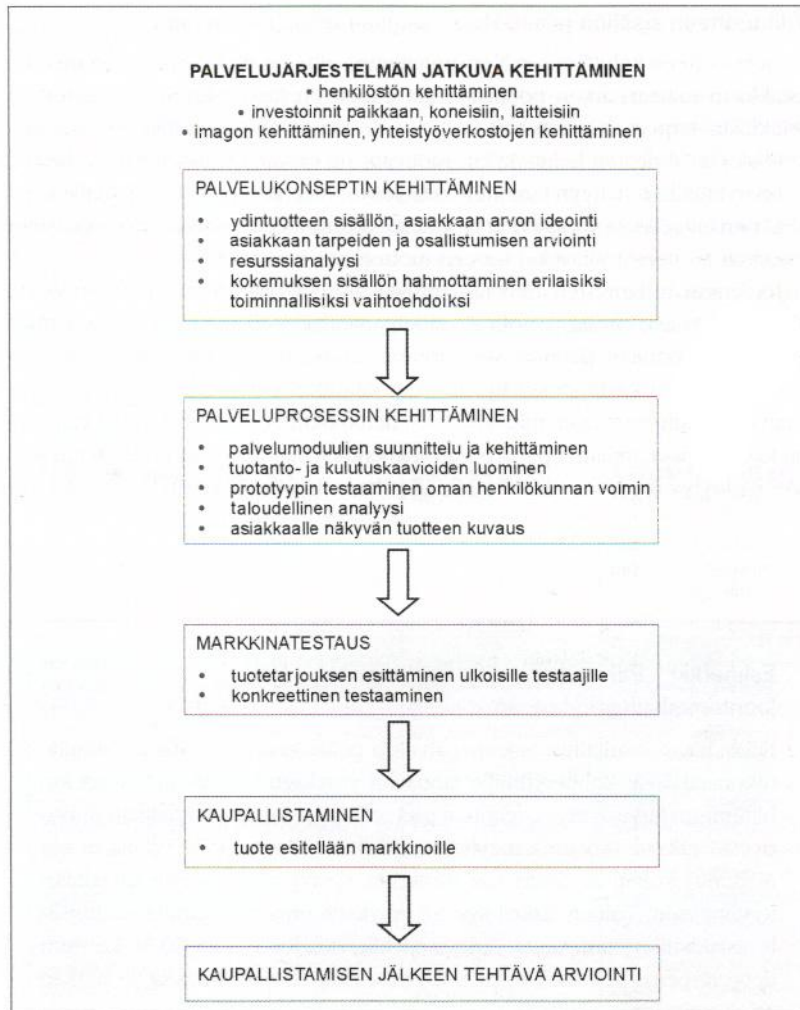 PALVELUJÄRJESTELMÄN JATKUVA KEHITTÄMINEN
• henkilöstön kehittäminen
• investoinnit paikkaan, koneisiin, laitteisiin
• imagon kehittäminen, yhteistyöverkostojen kehittäminen
PALVELUKONSEPTIN KEHITTÄMINEN
• ydintuotteen sisällön, asiakkaan arvon ideointi
• asiakkaan tarpeiden ja osallistumisen arviointi
• resurssianalyysi
• kokemuksen sisällön hahmottaminen erilaisiksi
toiminnallisiksi vaihtoehdoiksi
PALVELUPROSESSIN KEHITTÄMINEN
• palvelumoduulien suunnittelu ja kehittäminen
• tuotanto- ja kulutuskaavioiden luominen
• prototyypin testaaminen oman henkilökunnan voimin
• taloudellinen analyysi
• asiakkaalle näkyvän tuotteen kuvaus
MARKKINATESTAUS
• tuotetarjouksen esittäminen ulkoisille testaajille
• konkreettinen testaaminen
KAUPALLISTAMINEN
• tuote esitellään markkinoille
KAUPALLISTAMISEN JÄLKEEN TEHTÄVÄ ARVIOINTI